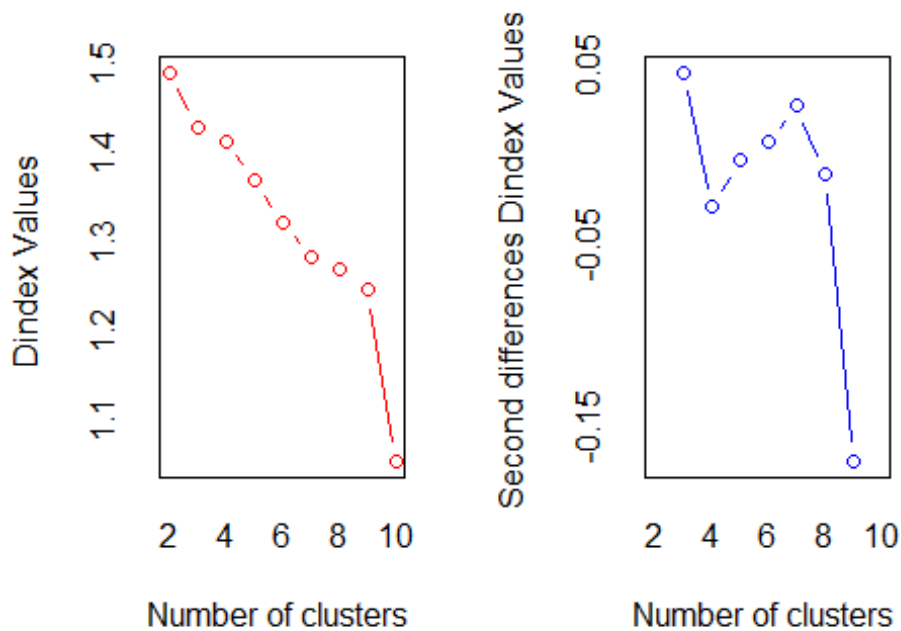 Dindex Values
1.5
1.4
1.3
1.2
1.1
2 4 6 8 10
Number of clusters
Second differences Dindex Values
0.05
-0.05
-0.15
2 4 6 8 10
Number of clusters